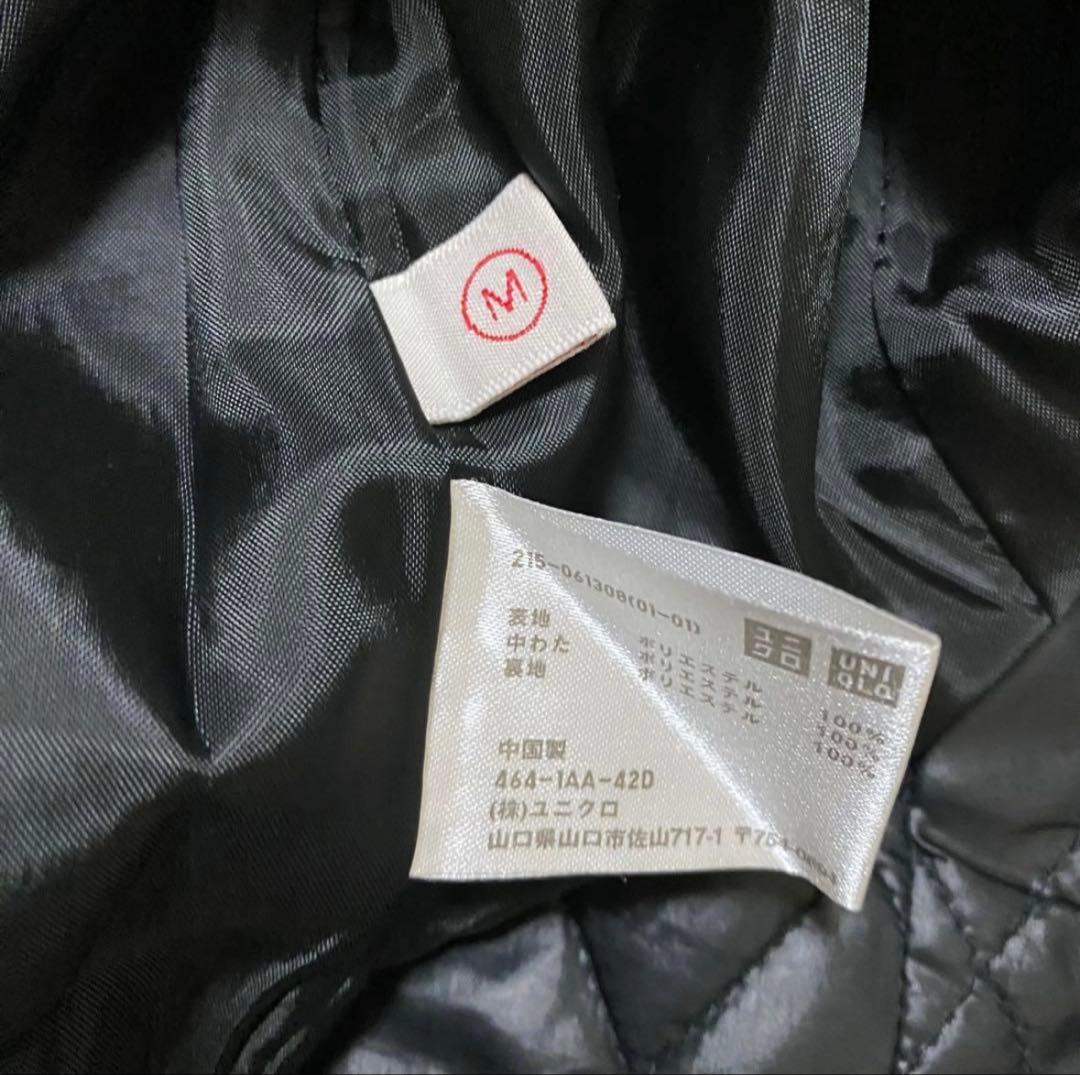 M
215-061308(01-01)
ユニ
クロ
UNI
QLO
表地 ポリエステル 100%
中わた ポリエステル 100%
裏地 ポリエステル 100%
中国製
464-1AA-42D
(株)ユニクロ
山口県山口市佐山717-1